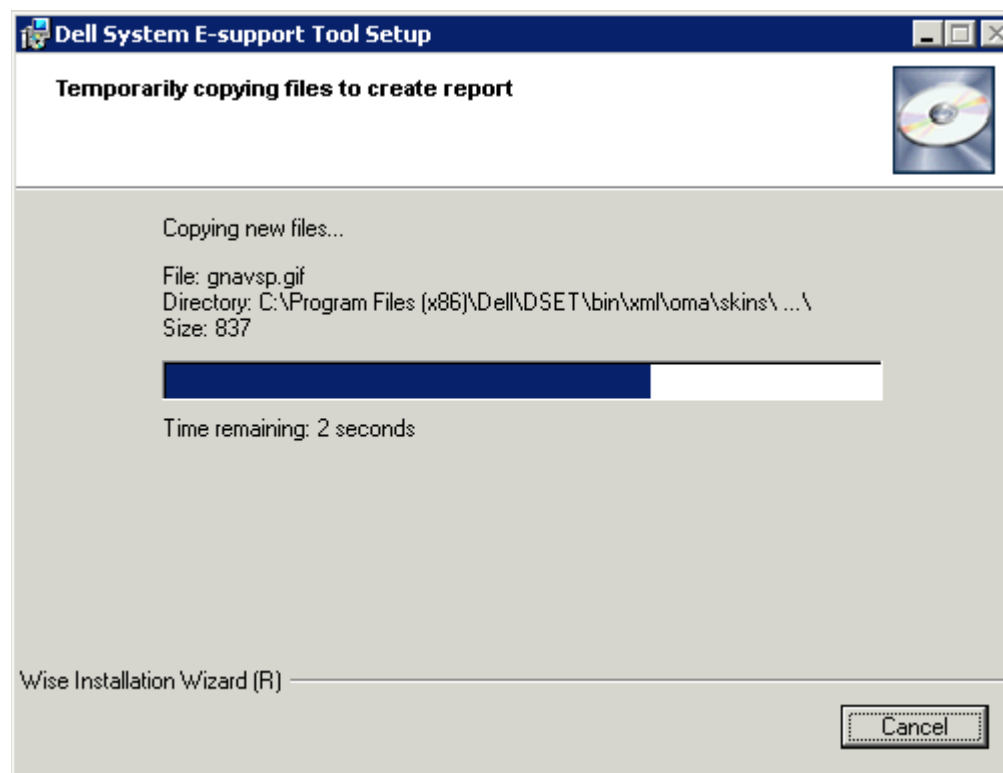 Dell System E-support Tool Setup
Temporarily copying files to create report
Copying new files...
File: gnavsp.gif
Directory: C:\Program Files (x86)\Dell\DSET\bin\xml\oma\skins\ ...\
Size: 837
Time remaining: 2 seconds
Wise Installation Wizard (R)
Cancel